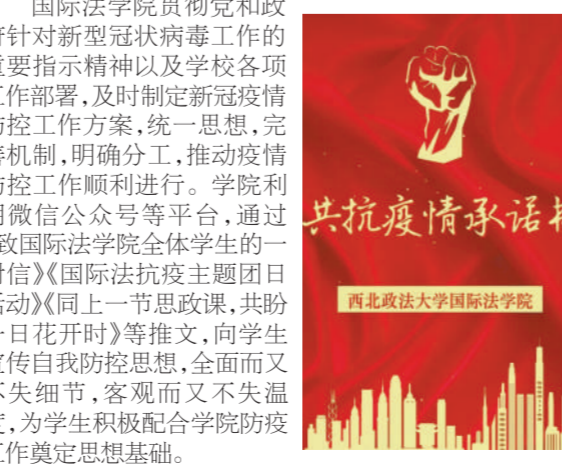 国际法学院贯彻党和政
府针对新型冠状病毒工作的
重要指示精神以及学校各项
工作部署,及时制定新冠疫情
防控工作方案,统一思想,完
善机制,明确分工,推动疫情
防控工作顺利进行。学院利
用微信公众号等平台,通过
致国际法学院全体学生的一
封信》《国际法抗疫主题团日
活动》《同上一节思政课,共盼
一日花开时》等推文,向学生
宣传自我防控思想,全面而又
不失细节,客观而又不失温
度,为学生积极配合学院防疫
工作奠定思想基础。
共抗疫情承诺
西北政法大学国际法学院